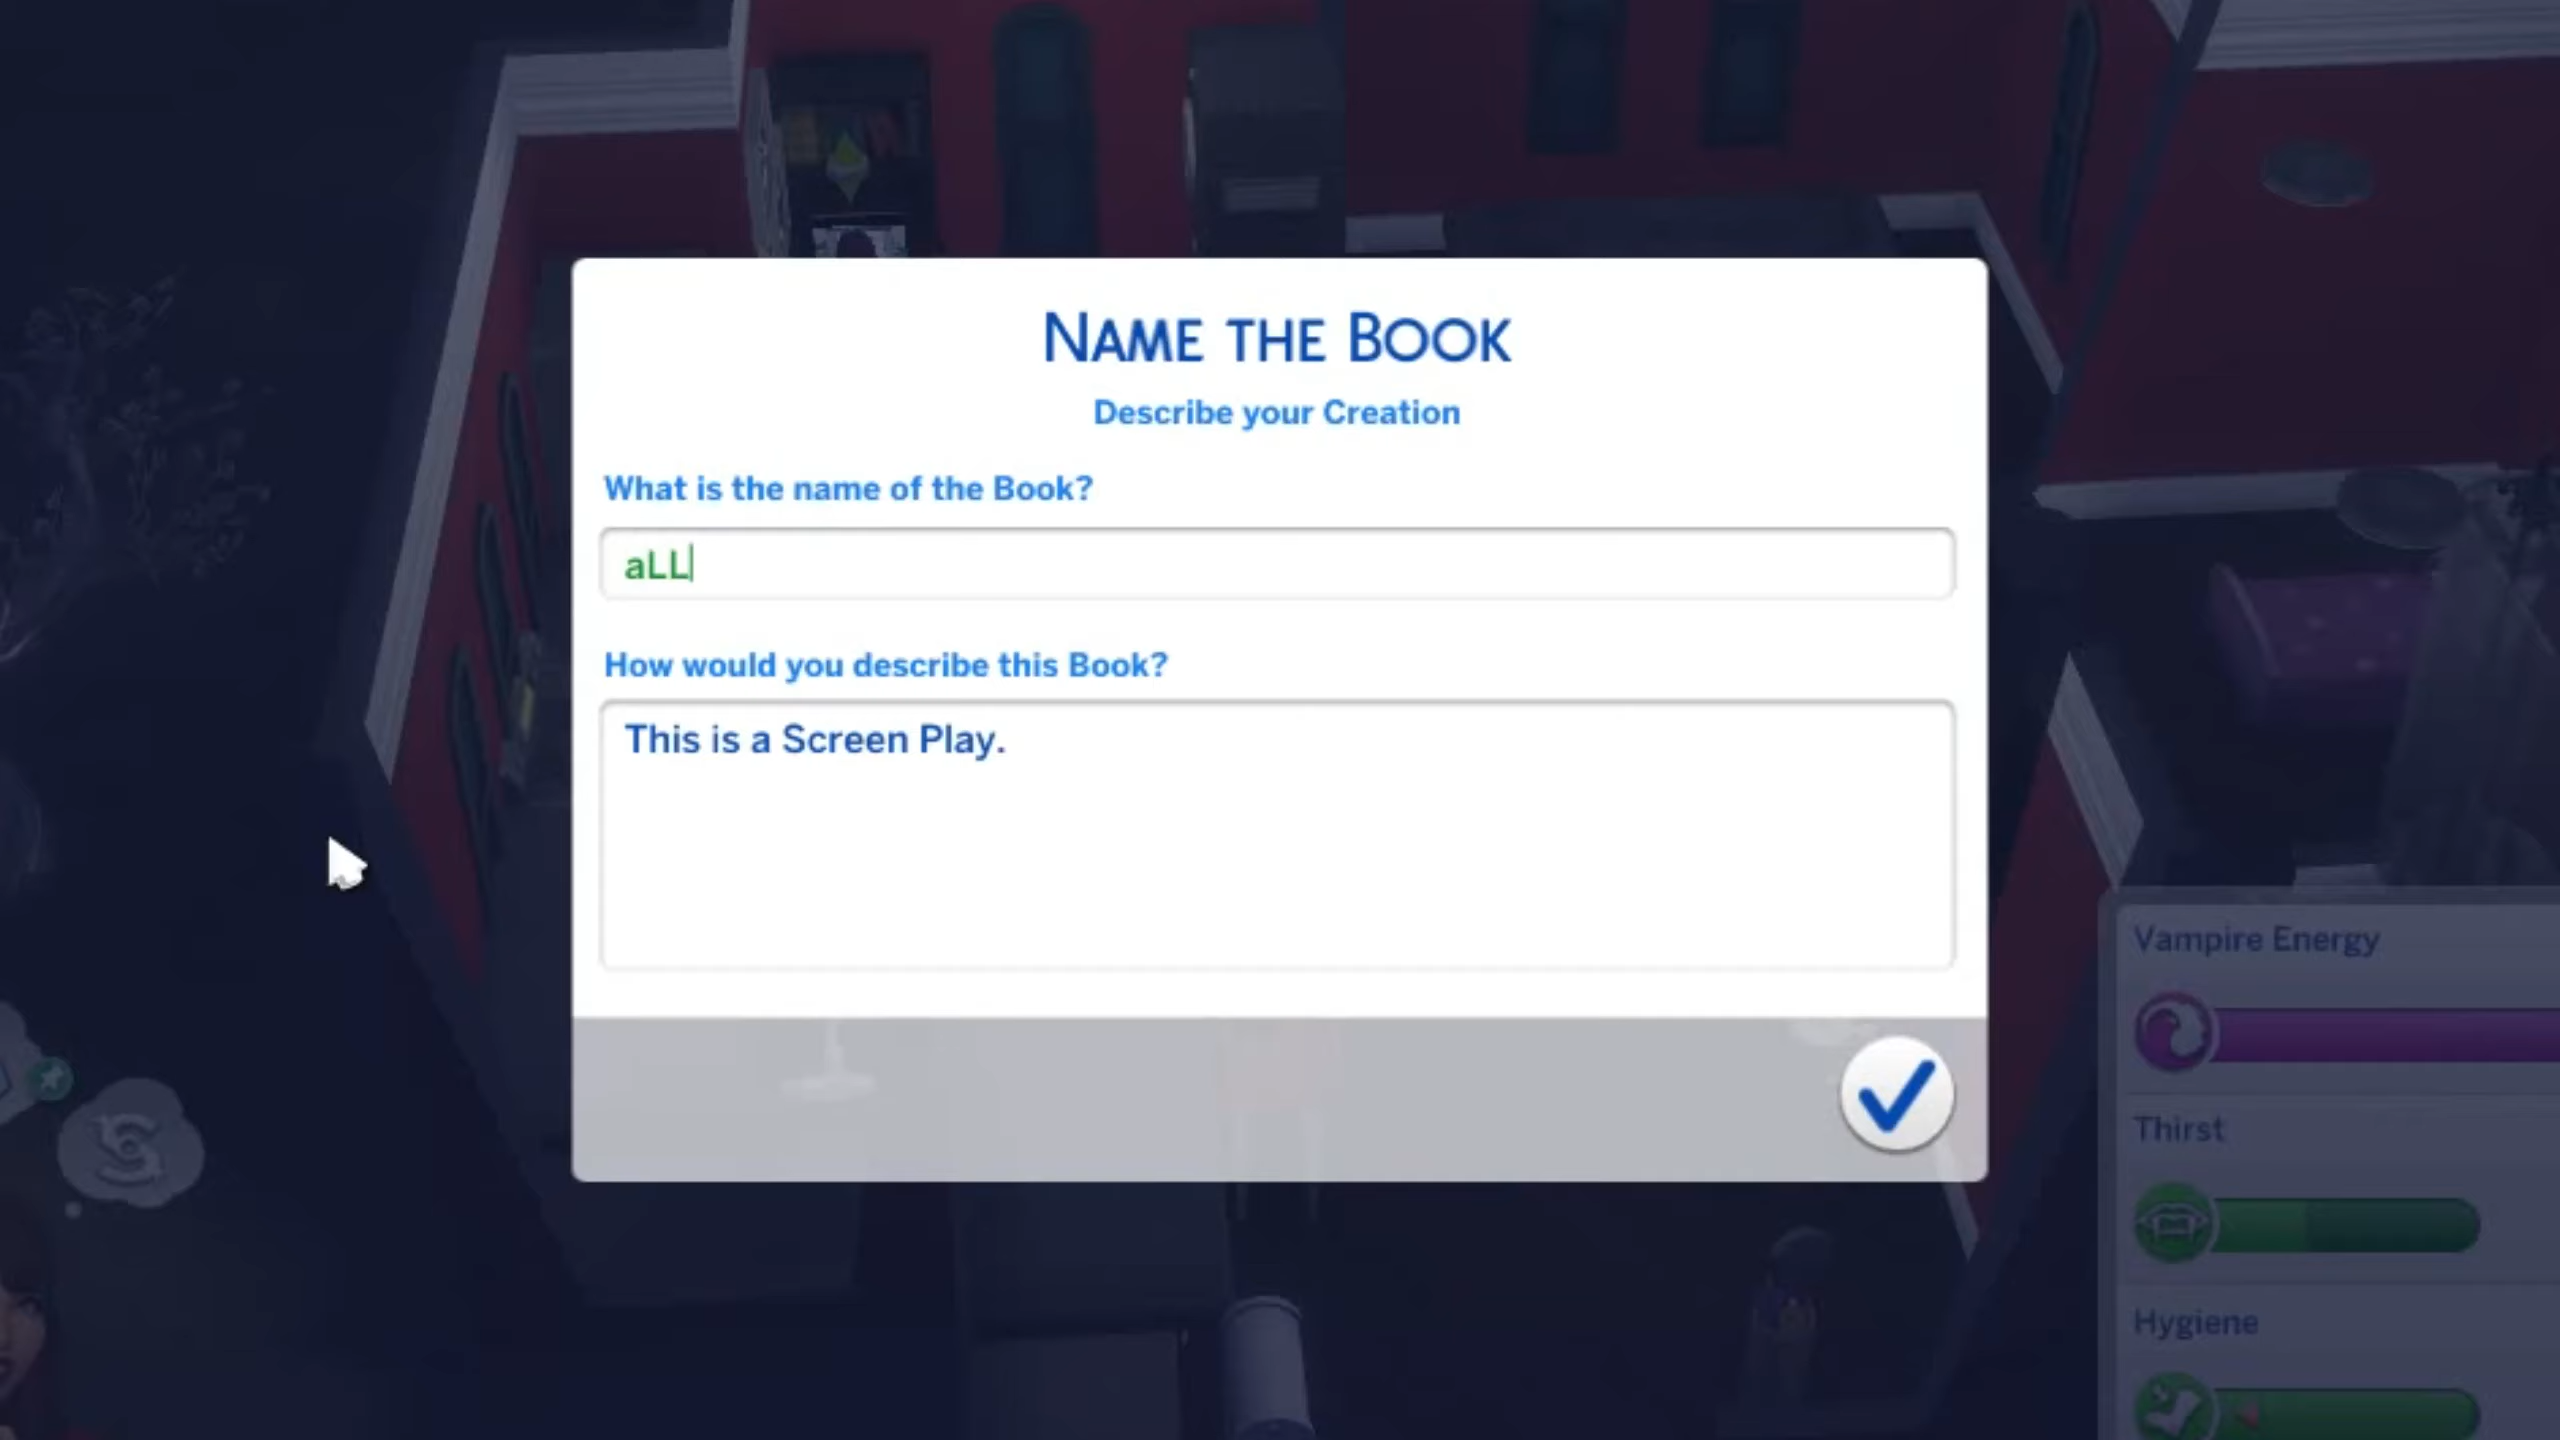 NAME THE BOOK
Describe your Creation
What is the name of the Book?
aLL
How would you describe this Book?
This is a Screen Play.
Vampire Energy
Thirst
Hygiene